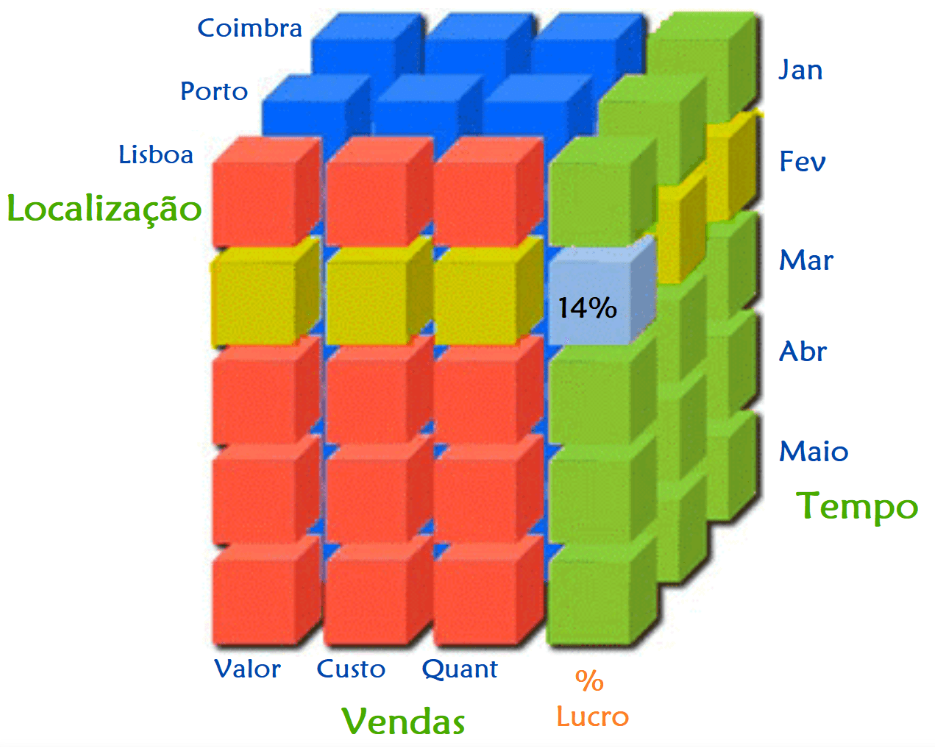 Coimbra
Jan
Porto
Lisboa
Fev
Localização
Mar
14%
Abr
Maio
Tempo
Valor
Custo
Quant
%
Lucro
Vendas